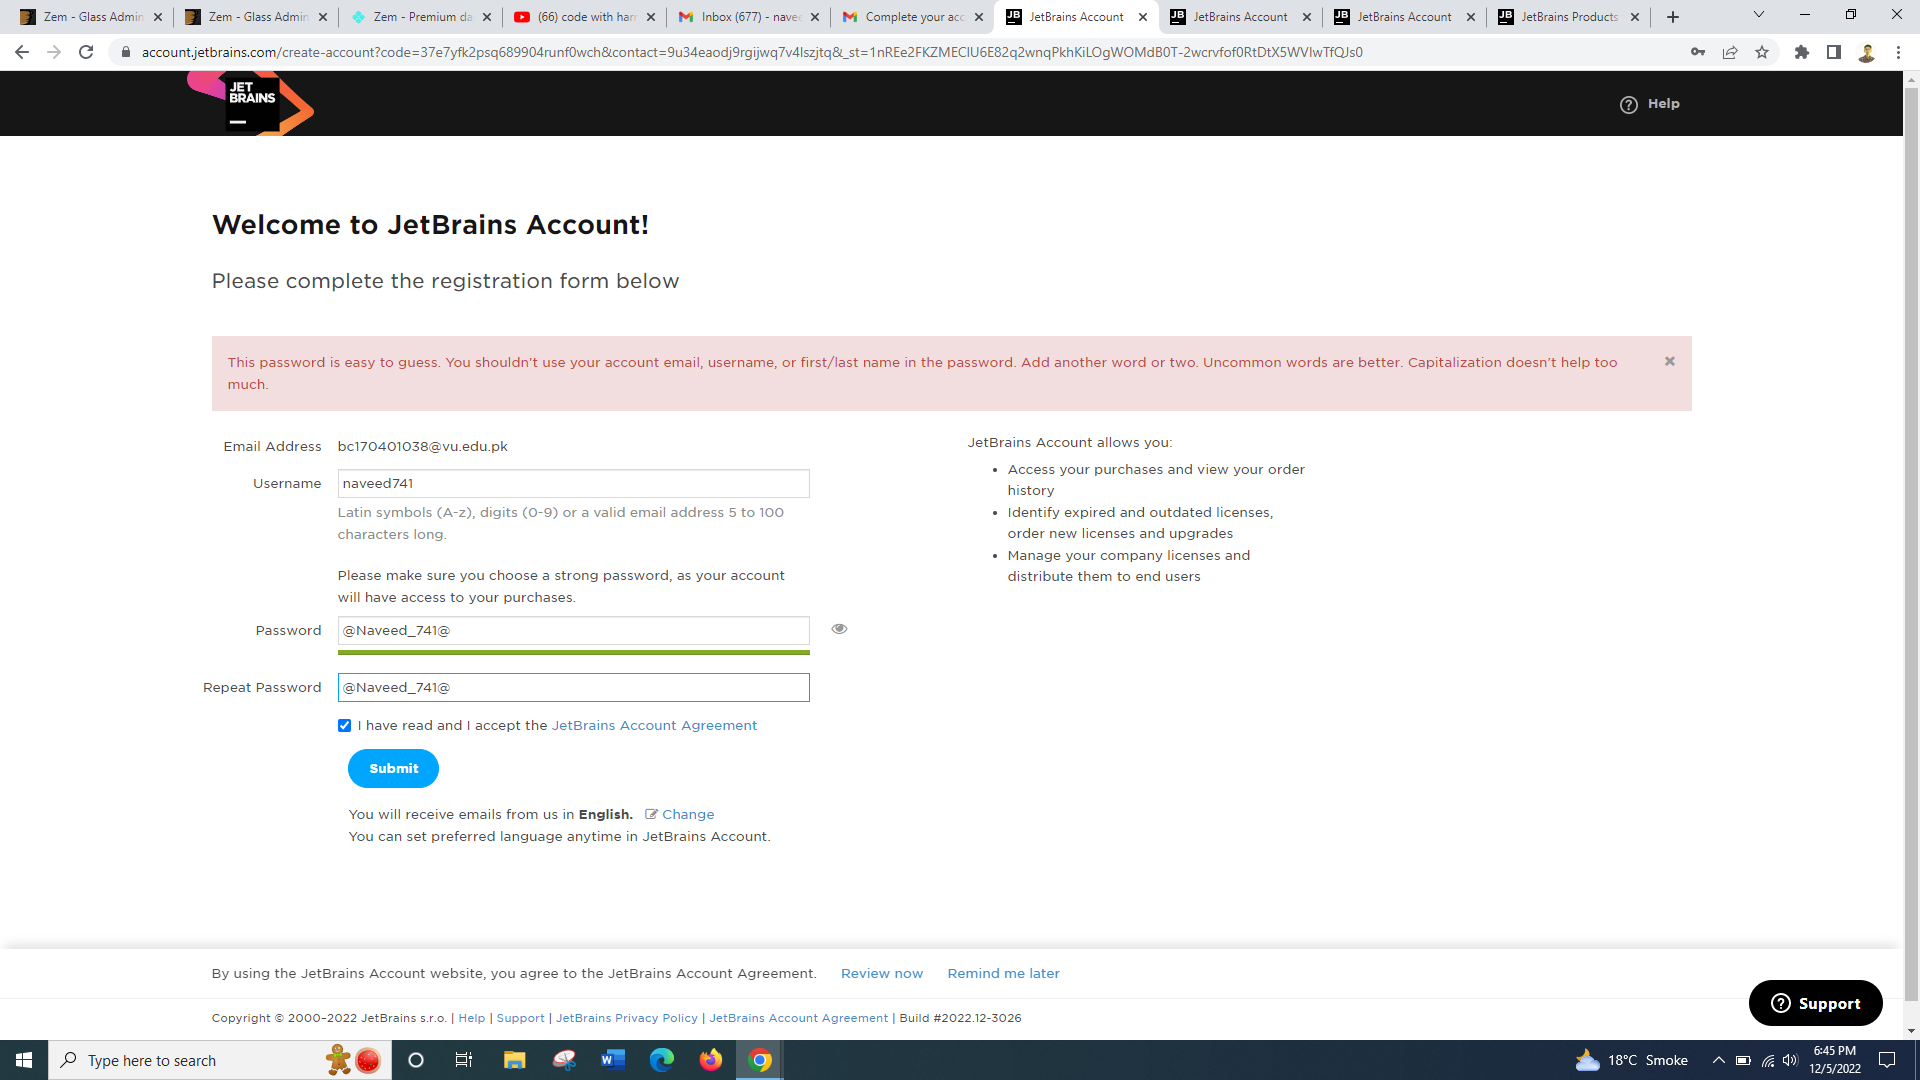 Zem - Glass Admin
Zem - Glass Admin
Zem - Premium da
(66) code with harr
Inbox (677) - navee
Complete your acc
JetBrains Account
JetBrains Account
JetBrains Account
JetBrains Products
account.jetbrains.com/create-account?code=37e7yfk2psq689904runf0wch&contact=9u34eaodj9rgijwq7v4lszjtq&_st=1nREe2FKZMEClU6E82q2wnqPkhKiLOgWOMdB0T-2wcrvfof0RtDtX5WVlwTfQJs0
JET
BRAINS
Help
Welcome to JetBrains Account!
Please complete the registration form below
This password is easy to guess. You shouldn't use your account email, username, or first/last name in the password. Add another word or two. Uncommon words are better. Capitalization doesn't help too
much.
Email Address bc170401038@vu.edu.pk
Username naveed741
Latin symbols (A-z), digits (0-9) or a valid email address 5 to 100
characters long.
Please make sure you choose a strong password, as your account
will have access to your purchases.
Password @Naveed_741@
Repeat Password @Naveed_741@
I have read and I accept the JetBrains Account Agreement
Submit
You will receive emails from us in English. Change
You can set preferred language anytime in JetBrains Account.
JetBrains Account allows you:
• Access your purchases and view your order
history
• Identify expired and outdated licenses,
order new licenses and upgrades
• Manage your company licenses and
distribute them to end users
By using the JetBrains Account website, you agree to the JetBrains Account Agreement. Review now Remind me later
Support
Copyright © 2000–2022 JetBrains s.r.o. | Help | Support | JetBrains Privacy Policy | JetBrains Account Agreement | Build #2022.12-3026
Type here to search
18°C Smoke
6:45 PM
12/5/2022